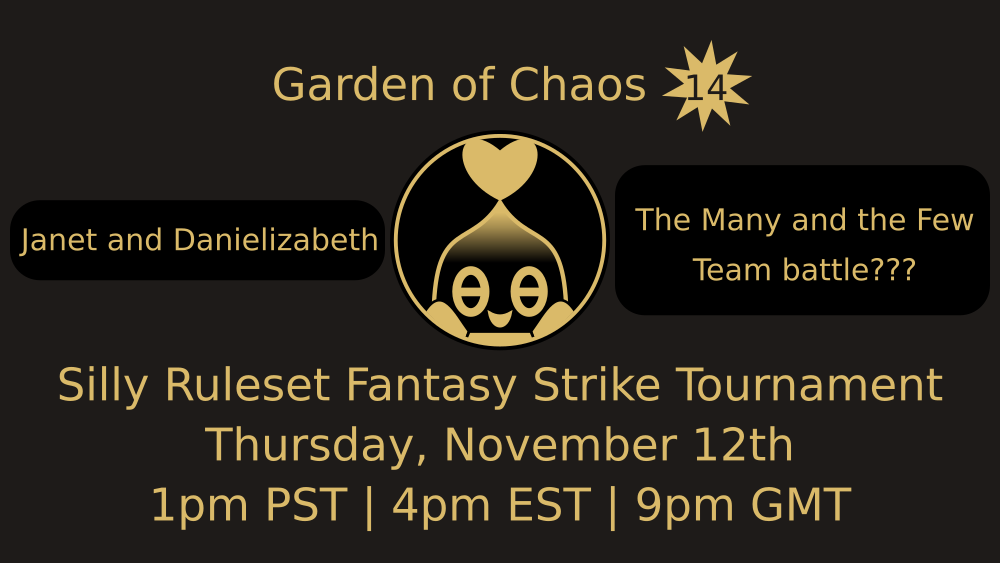 Garden of Chaos 14
Janet and Danielizabeth
The Many and the Few
Team battle???
Silly Ruleset Fantasy Strike Tournament
Thursday, November 12th
1pm PST | 4pm EST | 9pm GMT